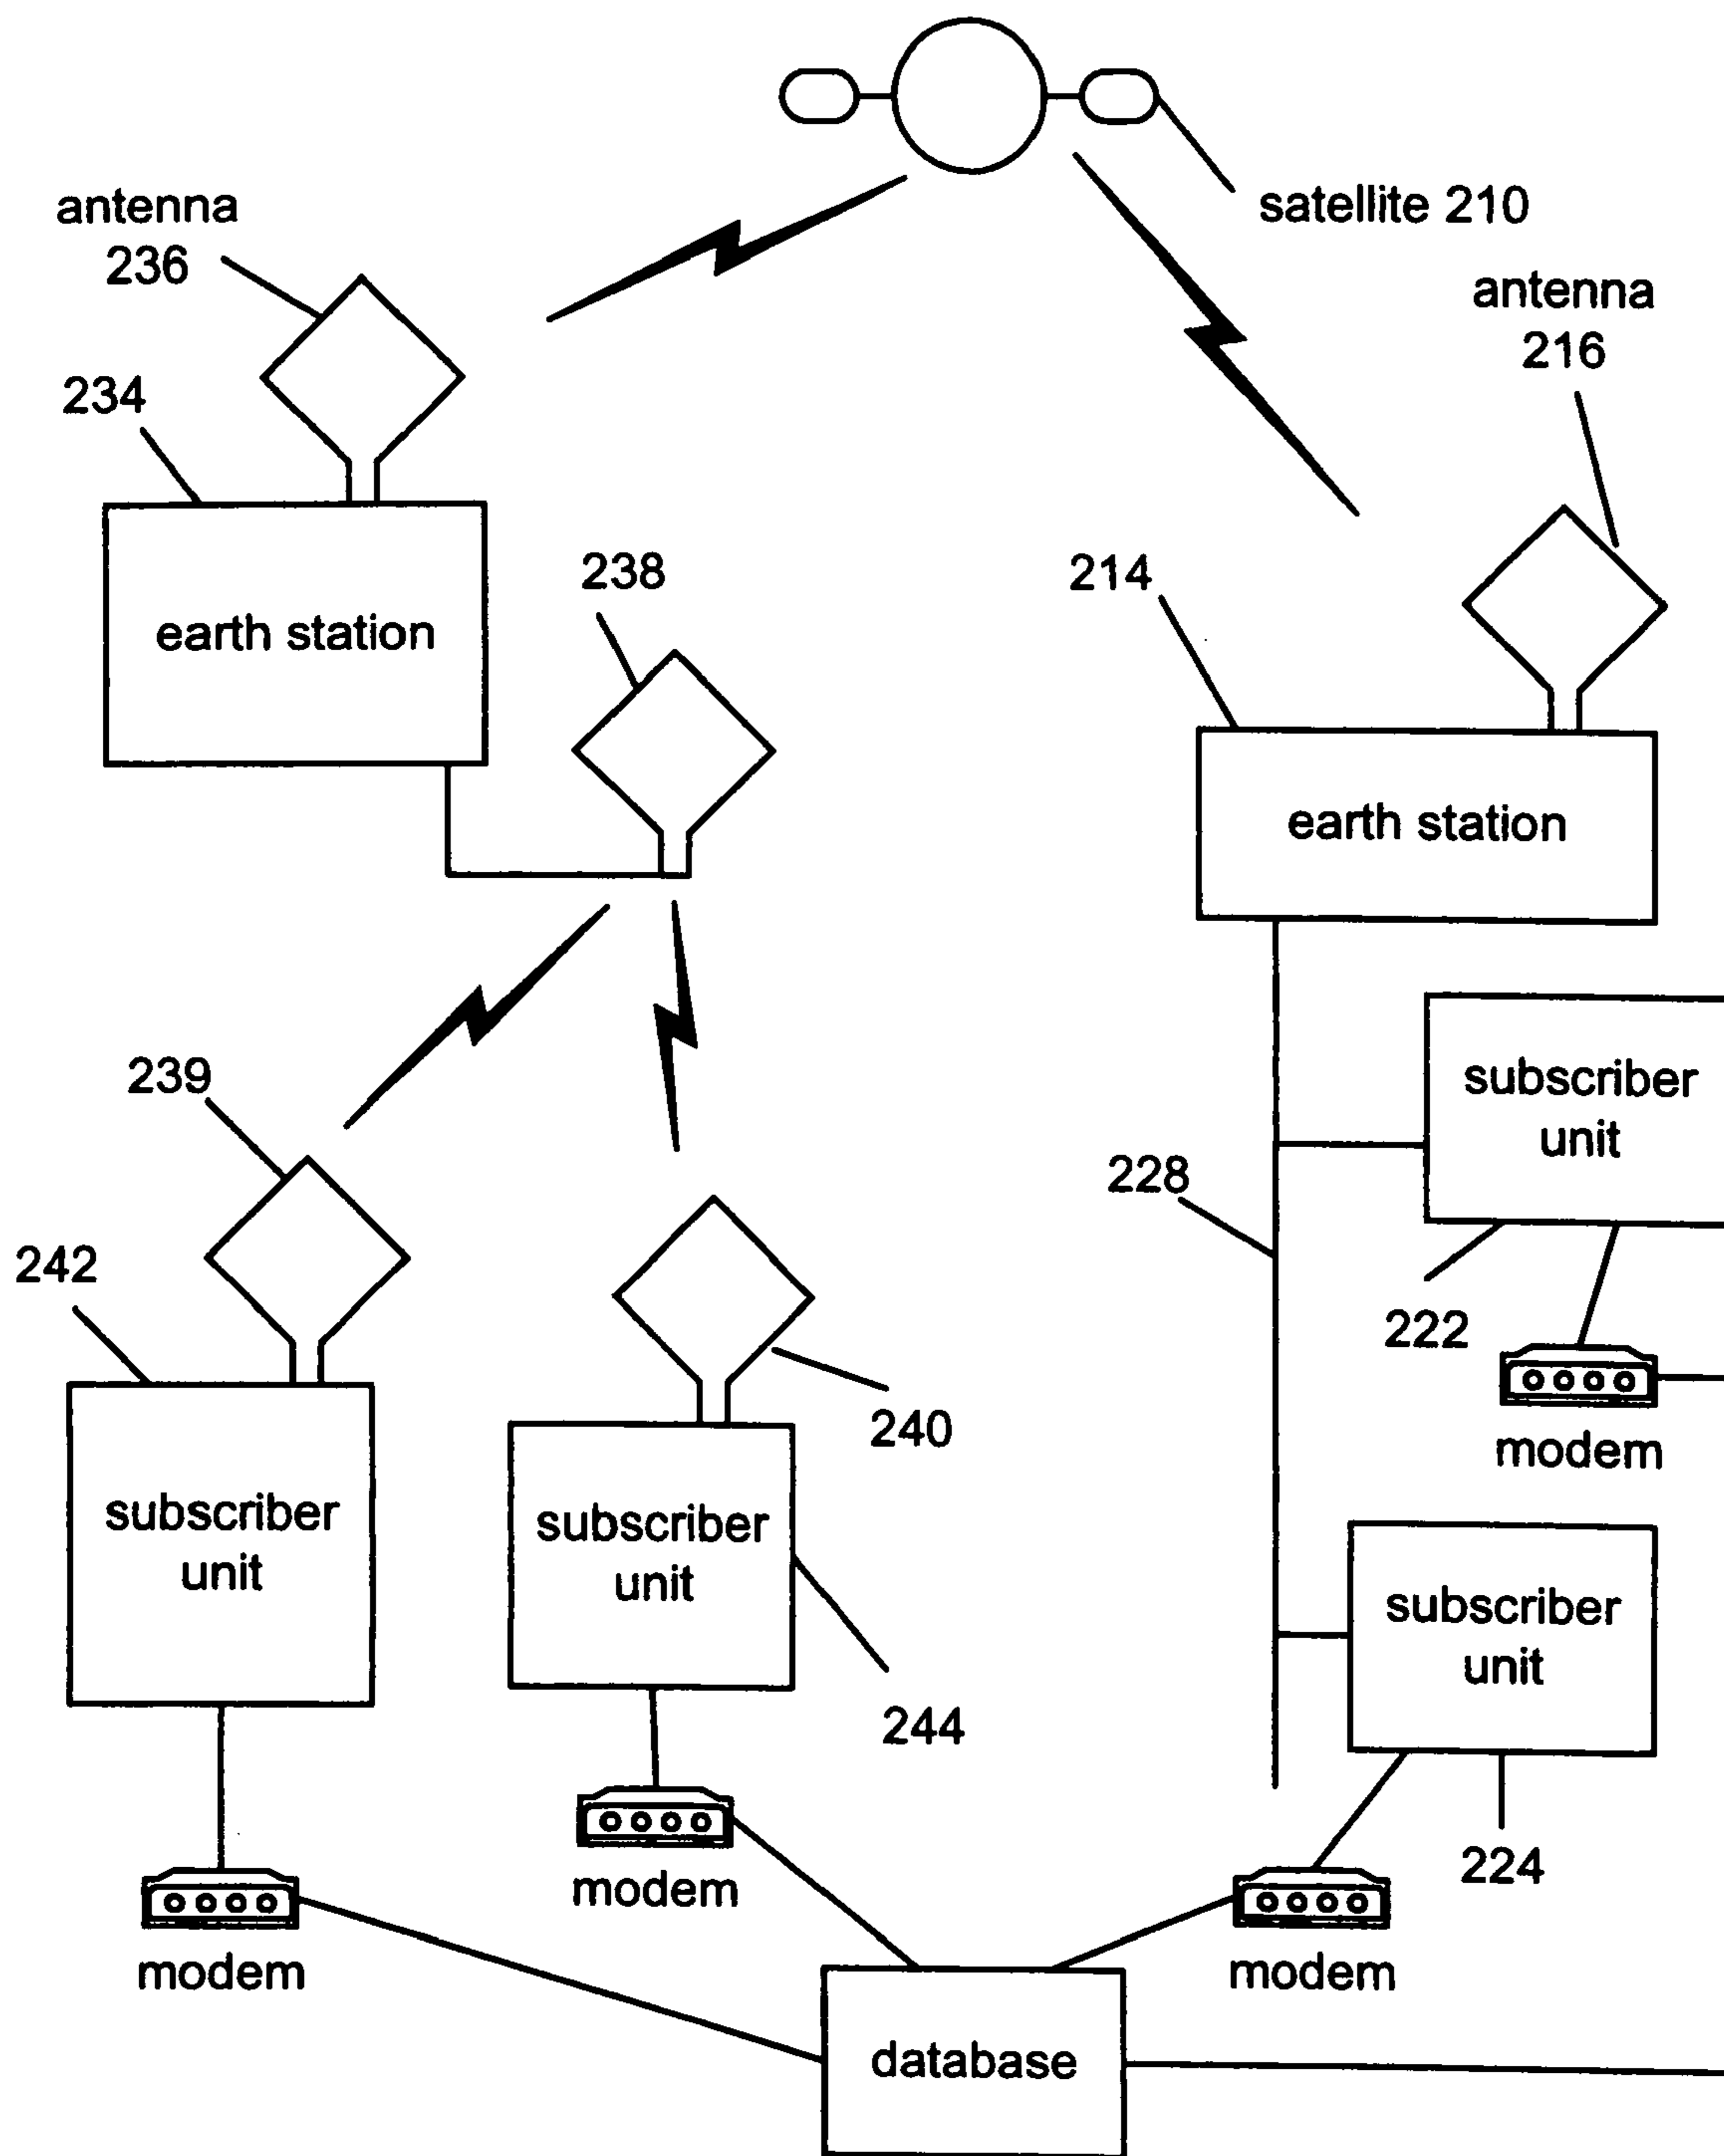 satellite 210
antenna
236
antenna
216
234
238
214
earth station
earth station
239
228
subscriber
unit
242
222
240
modem
subscriber
unit
subscriber
unit
subscriber
unit
244
224
modem
modem
modem
database